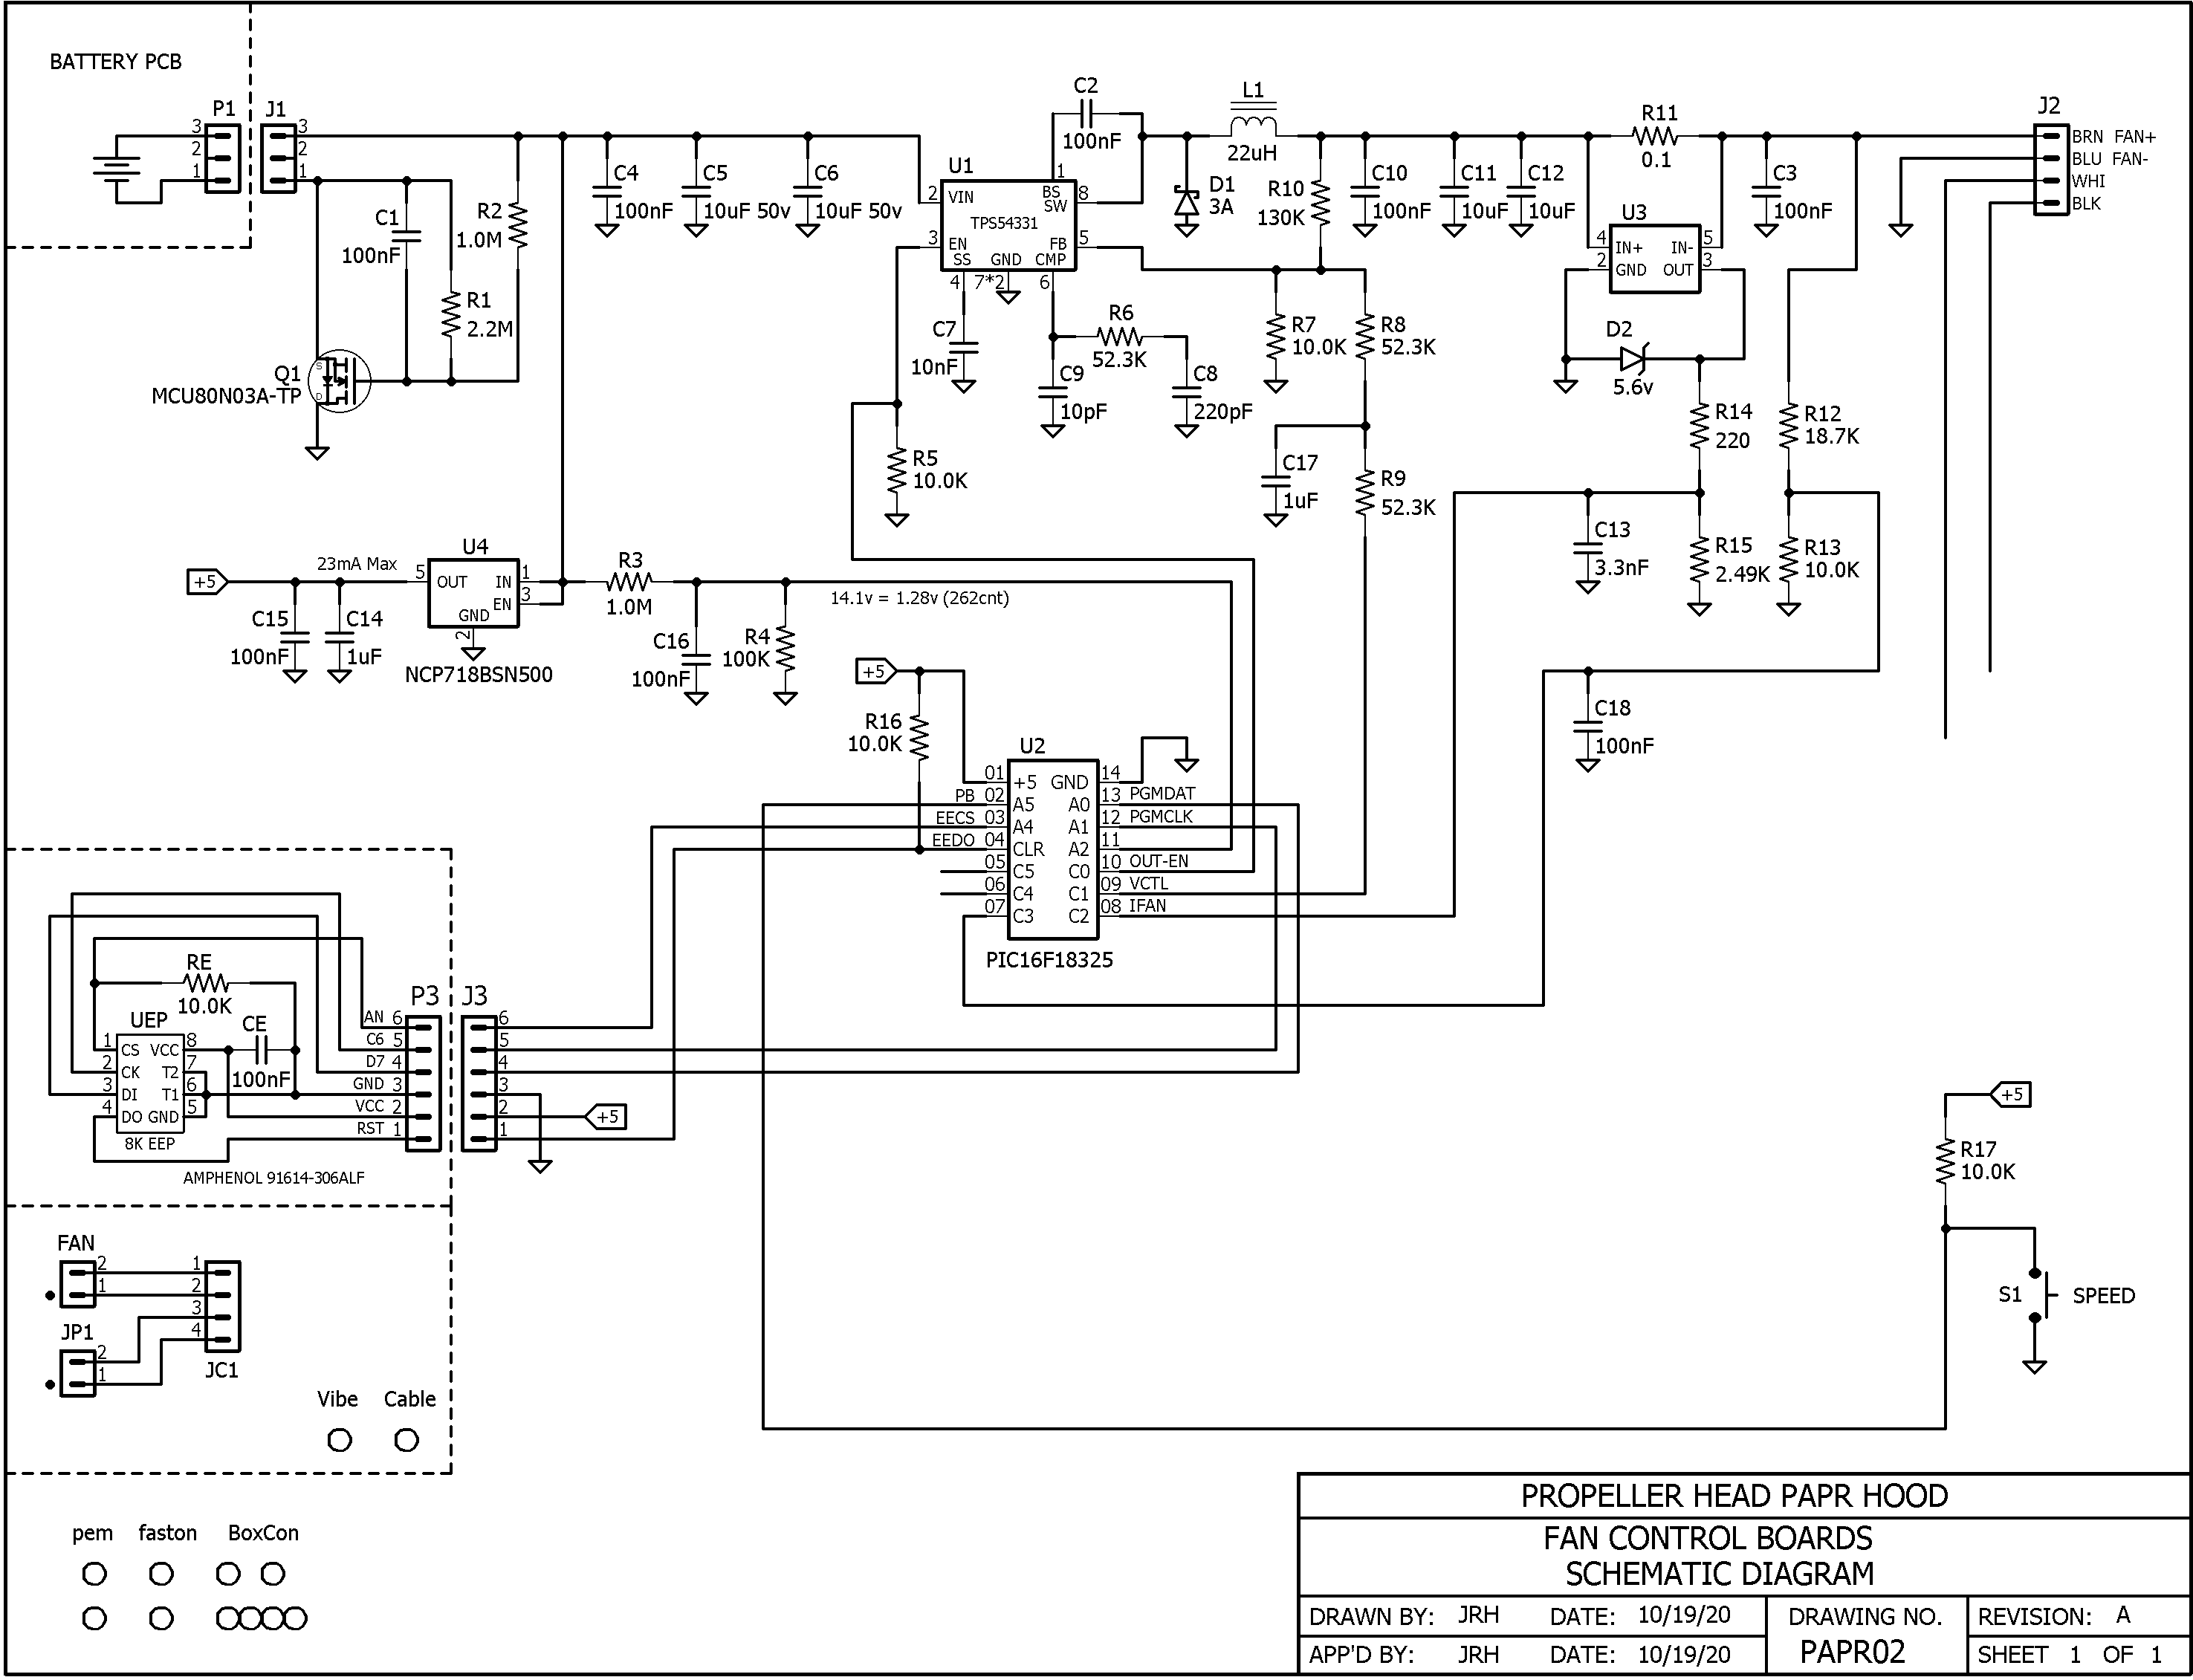 BATTERY PCB
P1 J1
3 3
2 2
1 1
C1
100nF
R2
1.0M
R1
2.2M
Q1
S
D
MCU80N03A-TP
C4
100nF
C5
10uF 50v
C6
10uF 50v
C2
100nF
U1
TPS54331
2 VIN
1 BS
SW 8
3 EN
FB 5
SS GND CMP
4 7*2 6
C7
10nF
R6
52.3K
C9
10pF
C8
220pF
R5
10.0K
L1
22uH
D1
3A
R10
130K
C10
100nF
C11
10uF
C12
10uF
R11
0.1
C3
100nF
J2
BRN FAN+
BLU FAN-
WHI
BLK
U3
4 IN+ IN- 5
2 GND OUT 3
D2
5.6v
R7
10.0K
R8
52.3K
C17
1uF
R9
52.3K
R14
220
R12
18.7K
C13
3.3nF
R15
2.49K
R13
10.0K
C18
100nF
+5
23mA Max
U4
5 OUT IN 1
EN 3
GND
2
NCP718BSN500
C15
100nF
C14
1uF
R3
1.0M
14.1v = 1.28v (262cnt)
C16
100nF
R4
100K
+5
R16
10.0K
U2
01 +5 GND 14
PB 02 A5 A0 13 PGMDAT
EECS 03 A4 A1 12 PGMCLK
EEDO 04 CLR A2 11
05 C5 C0 10 OUT-EN
06 C4 C1 09 VCTL
07 C3 C2 08 IFAN
PIC16F18325
RE
10.0K
UEP
CE
100nF
1 CS VCC 8
2 CK T2 7
3 DI T1 6
4 DO GND 5
8K EEP
P3 J3
AN 6 6
C6 5 5
D7 4 4
GND 3 3
VCC 2 2
RST 1 1
+5
AMPHENOL 91614-306ALF
FAN
2 1
1 2
3
4
JP1
2
1
JC1
Vibe Cable
+5
R17
10.0K
S1 SPEED
pem faston BoxCon
PROPELLER HEAD PAPR HOOD
FAN CONTROL BOARDS
SCHEMATIC DIAGRAM
DRAWN BY: JRH DATE: 10/19/20
APP'D BY: JRH DATE: 10/19/20
DRAWING NO.
PAPR02
REVISION: A
SHEET 1 OF 1